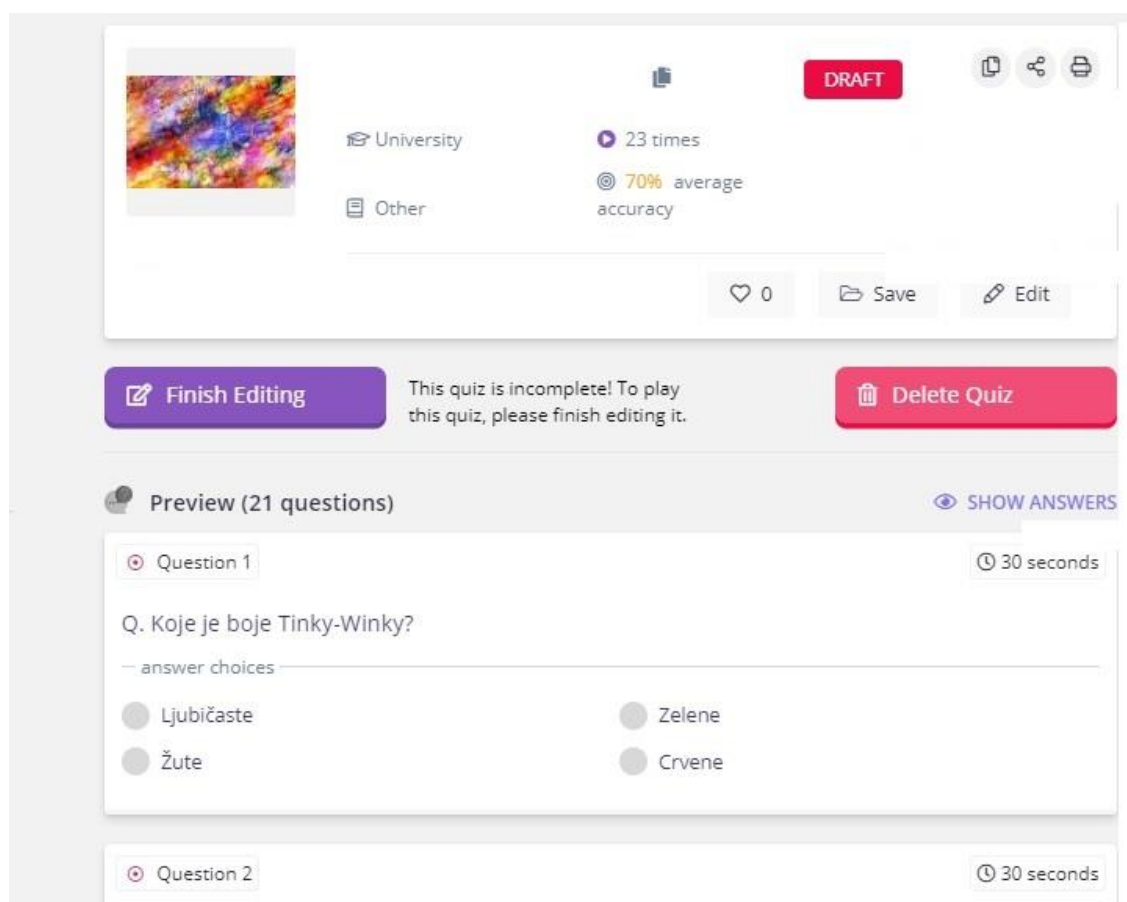 DRAFT
University
23 times
70% average
accuracy
Other
0
Save
Edit
Finish Editing
This quiz is incomplete! To play
this quiz, please finish editing it.
Delete Quiz
Preview (21 questions)
SHOW ANSWERS
Question 1
30 seconds
Q. Koje je boje Tinky-Winky?
answer choices
Ljubičaste
Zelene
Žute
Crvene
Question 2
30 seconds